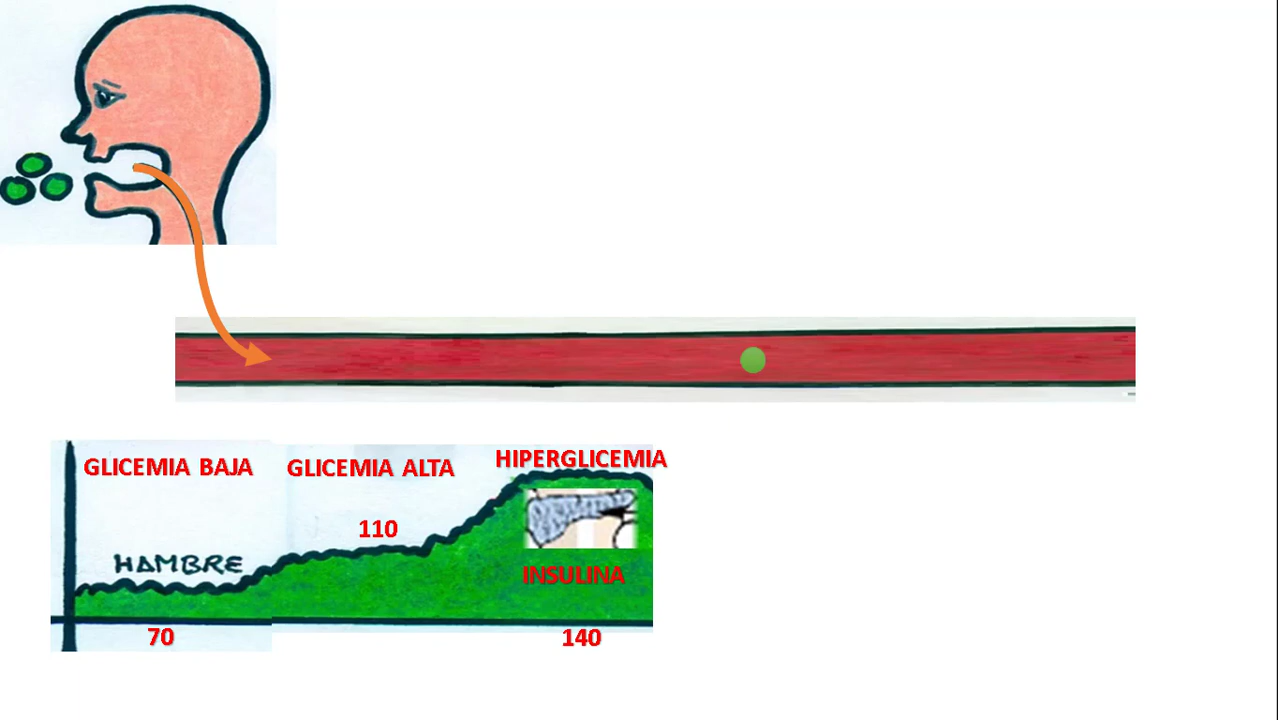 GLICEMIA BAJA
GLICEMIA ALTA
HIPERGLICEMIA
110
HAMBRE
INSULINA
70
140